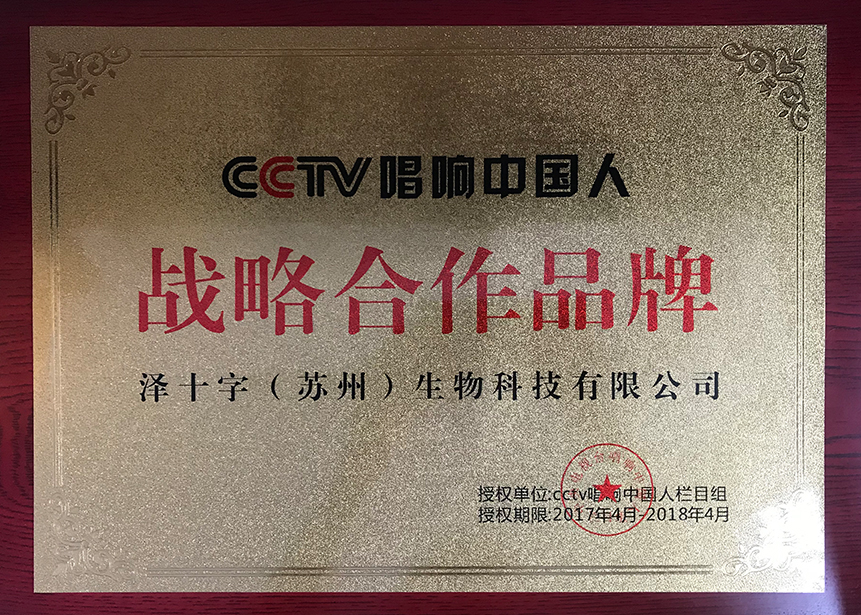 CCTV唱响中国人
战略合作品牌
泽十字（苏州）生物科技有限公司
授权单位:cctv唱响中国人栏目组
授权期限:2017年4月-2018年4月